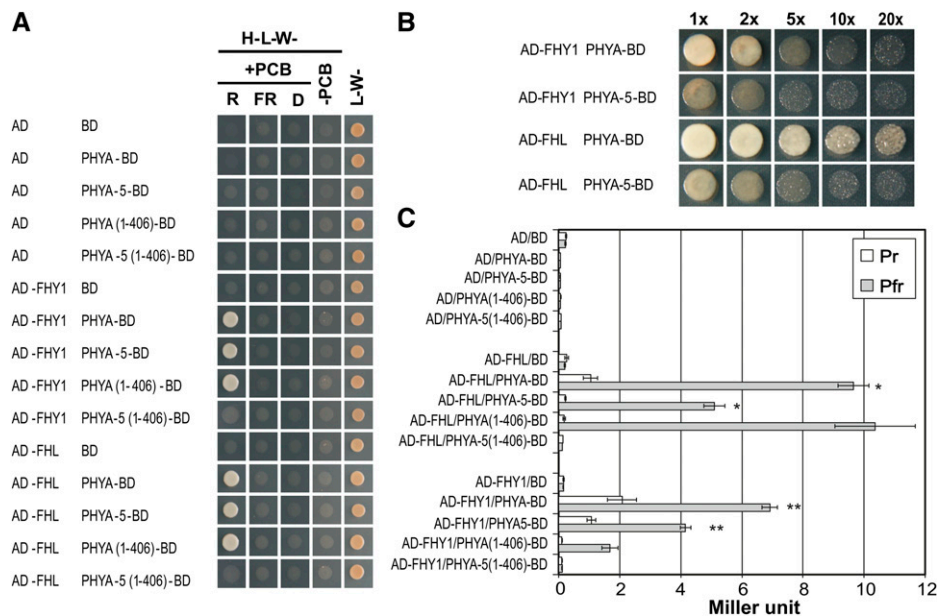 A
H-L-W-
+PCB
-PCB
L-W-
R FR D
AD BD
AD PHYA-BD
AD PHYA-5-BD
AD PHYA (1-406)-BD
AD PHYA-5 (1-406)-BD
AD-FHY1 BD
AD-FHY1 PHYA-BD
AD-FHY1 PHYA-5-BD
AD-FHY1 PHYA (1-406)-BD
AD-FHY1 PHYA-5 (1-406)-BD
AD-FHL BD
AD-FHL PHYA-BD
AD-FHL PHYA-5-BD
AD-FHL PHYA (1-406)-BD
AD-FHL PHYA-5 (1-406)-BD
B
1x 2x 5x 10x 20x
AD-FHY1 PHYA-BD
AD-FHY1 PHYA-5-BD
AD-FHL PHYA-BD
AD-FHL PHYA-5-BD
C
Pr
Pfr
AD/BD
AD/PHYA-BD
AD/PHYA-5-BD
AD/PHYA(1-406)-BD
AD/PHYA-5(1-406)-BD
AD-FHL/BD
AD-FHL/PHYA-BD
*
AD-FHL/PHYA-5-BD
*
AD-FHL/PHYA(1-406)-BD
AD-FHL/PHYA-5(1-406)-BD
AD-FHY1/BD
AD-FHY1/PHYA-BD
**
AD-FHY1/PHYA5-BD
**
AD-FHY1/PHYA(1-406)-BD
AD-FHY1/PHYA-5(1-406)-BD
0 2 4 6 8 10 12
Miller unit